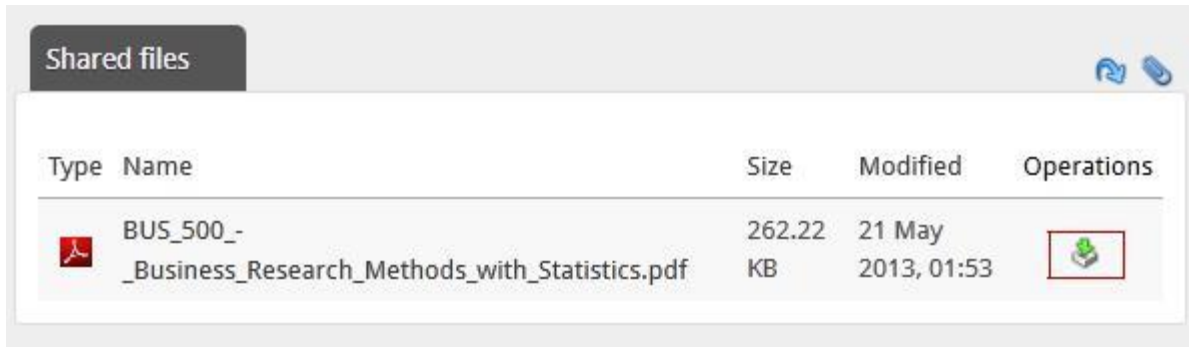 Shared files
Type Name Size Modified Operations
BUS_500_- 262.22 21 May
_Business_Research_Methods_with_Statistics.pdf KB 2013, 01:53